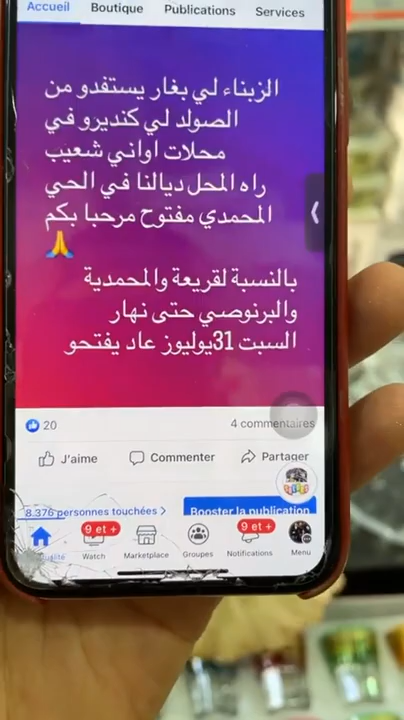 Accueil Boutique Publications Services
الزبناء لي بغار يستفدو من
الصولد لي كنديرو في
محلات اواني شعيب
راه المحل ديالنا في الحي
المحمدي مفتوح مرحبا بكم
🙏
بالنسبة لقريعة والمحمدية
والبرنوصي حتى نهار
السبت 31يوليوز عاد يفتحو
20 4 commentaires
J'aime Commenter Partager
8.376 personnes touchées > Booster la publication
9 et + 9 et +
Watch Marketplace Groupes Notifications Menu